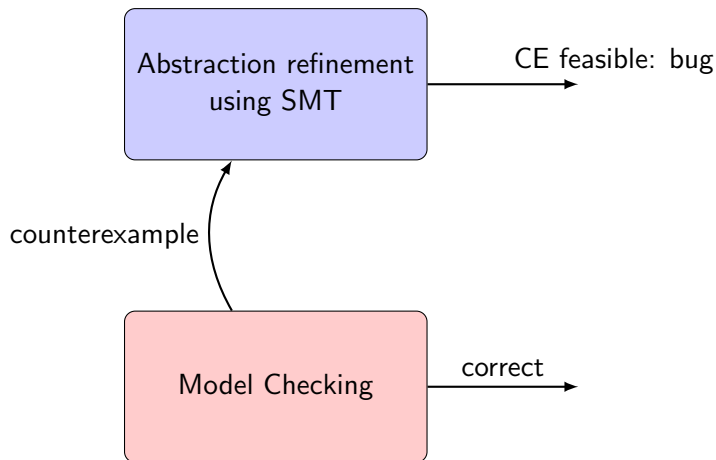 Abstraction refinement
using SMT
CE feasible: bug
counterexample
Model Checking
correct